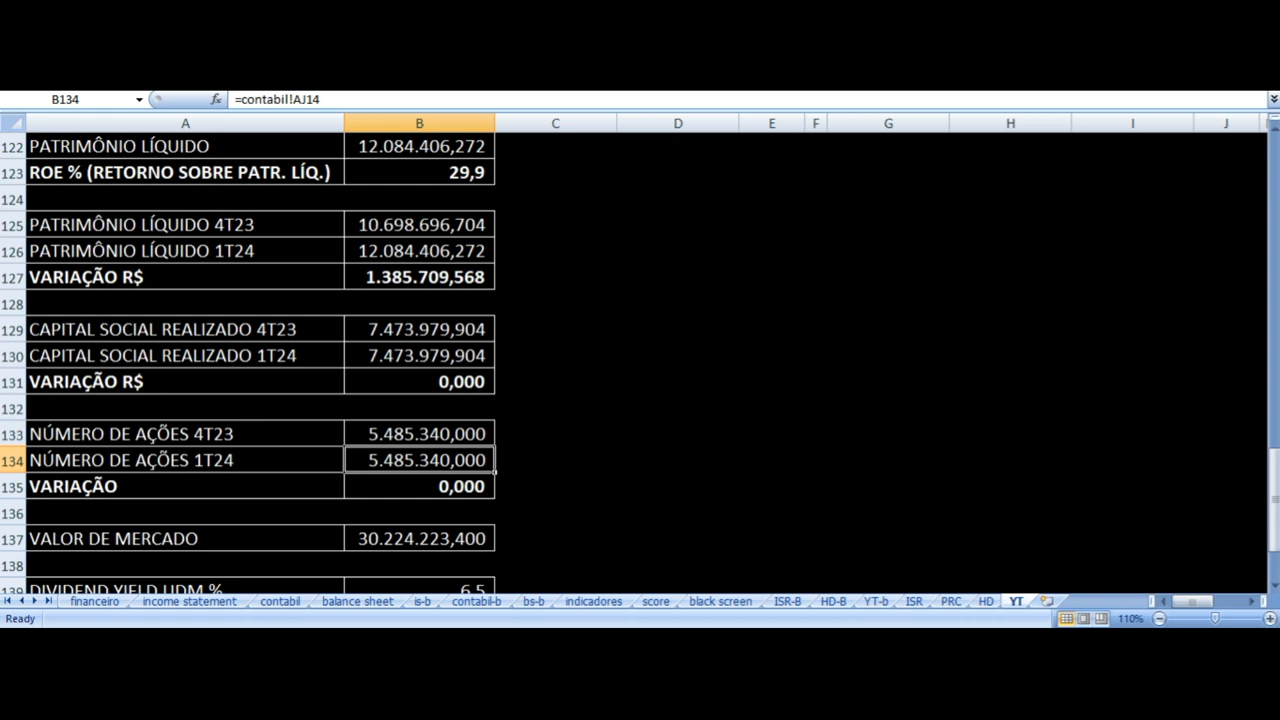 B134 fx =contabil!AJ14
A B C D E F G H I J
122 PATRIMÔNIO LÍQUIDO 12.084.406,272
123 ROE % (RETORNO SOBRE PATR. LÍQ.) 29,9
124
125 PATRIMÔNIO LÍQUIDO 4T23 10.698.696,704
126 PATRIMÔNIO LÍQUIDO 1T24 12.084.406,272
127 VARIAÇÃO R$ 1.385.709,568
128
129 CAPITAL SOCIAL REALIZADO 4T23 7.473.979,904
130 CAPITAL SOCIAL REALIZADO 1T24 7.473.979,904
131 VARIAÇÃO R$ 0,000
132
133 NÚMERO DE AÇÕES 4T23 5.485.340,000
134 NÚMERO DE AÇÕES 1T24 5.485.340,000
135 VARIAÇÃO 0,000
136
137 VALOR DE MERCADO 30.224.223,400
138
139 DIVIDEND YIELD UDM % 6,5
financeiro income statement contabil balance sheet is-b contabil-b bs-b indicadores score black screen ISR-B HD-B YT-b ISR PRC HD YT
Ready 110%